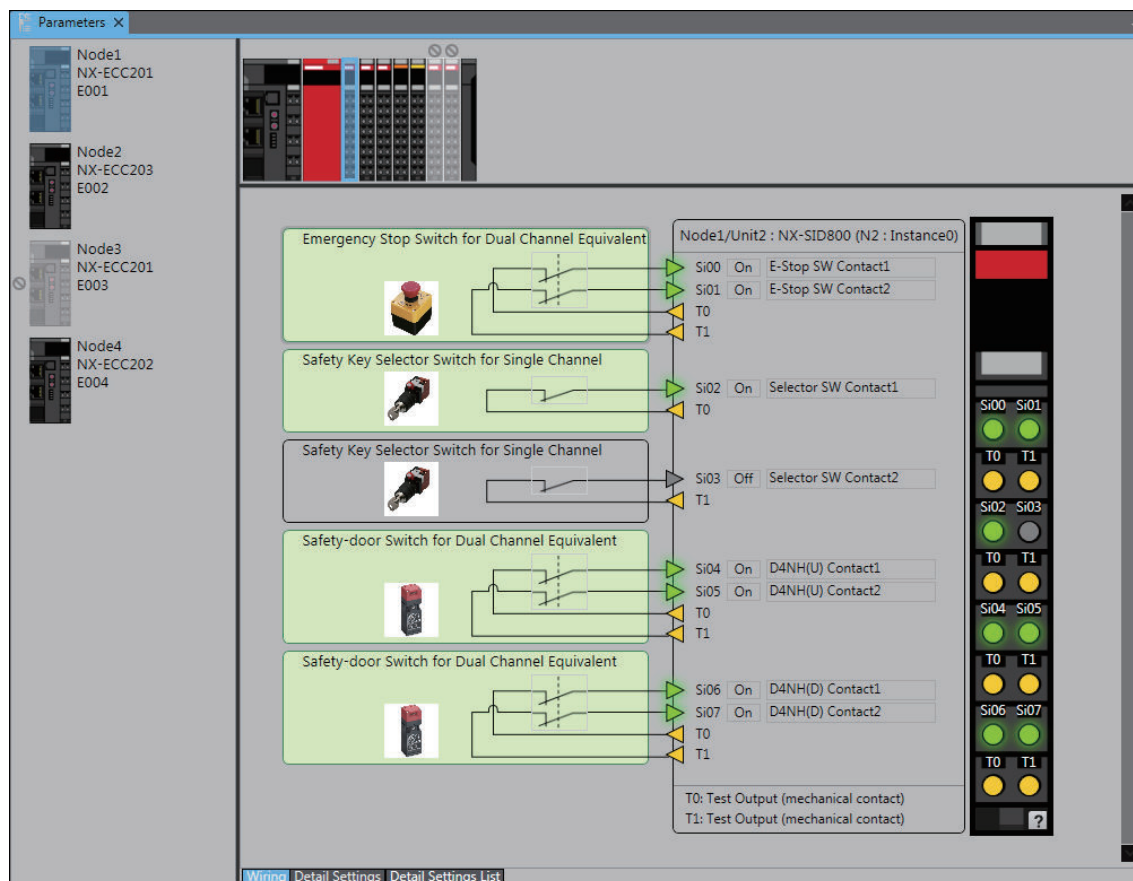 Parameters
Node1
NX-ECC201
E001
Node2
NX-ECC203
E002
Node3
NX-ECC201
E003
Node4
NX-ECC202
E004
Emergency Stop Switch for Dual Channel Equivalent
Safety Key Selector Switch for Single Channel
Safety Key Selector Switch for Single Channel
Safety-door Switch for Dual Channel Equivalent
Safety-door Switch for Dual Channel Equivalent
Node1/Unit2 : NX-SID800 (N2 : Instance0)
Si00 On E-Stop SW Contact1
Si01 On E-Stop SW Contact2
T0
T1
Si02 On Selector SW Contact1
T0
Si03 Off Selector SW Contact2
T1
Si04 On D4NH(U) Contact1
Si05 On D4NH(U) Contact2
T0
T1
Si06 On D4NH(D) Contact1
Si07 On D4NH(D) Contact2
T0
T1
T0: Test Output (mechanical contact)
T1: Test Output (mechanical contact)
Si00 Si01
T0 T1
Si02 Si03
T0 T1
Si04 Si05
T0 T1
Si06 Si07
T0 T1
?
Wiring Detail Settings Detail Settings List